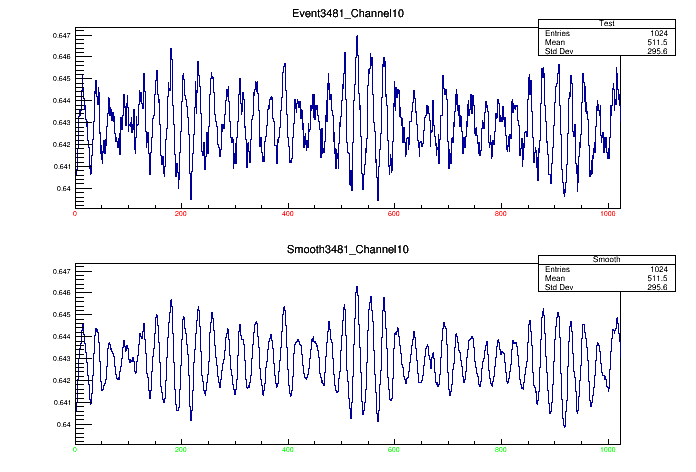 Event3481_Channel10
Test
Entries 1024
Mean 511.5
Std Dev 295.6
0.647
0.646
0.645
0.644
0.643
0.642
0.641
0.64
0 200 400 600 800 1000
Smooth3481_Channel10
Smooth
Entries 1024
Mean 511.5
Std Dev 295.6
0.647
0.646
0.645
0.644
0.643
0.642
0.641
0.64
0 200 400 600 800 1000